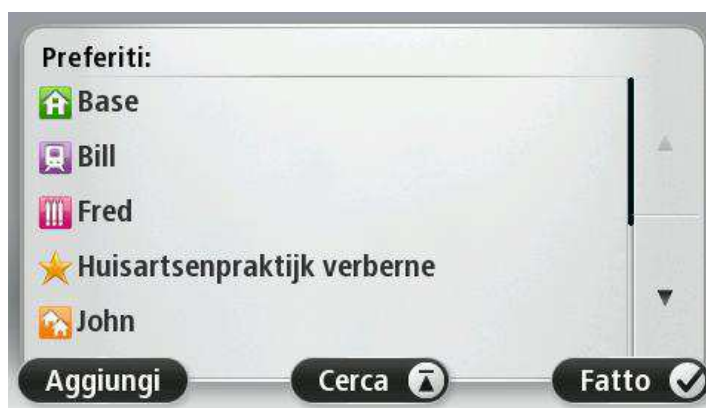 Preferiti:
Base
Bill
Fred
Huisartsenpraktijk verberne
John
Aggiungi Cerca Fatto